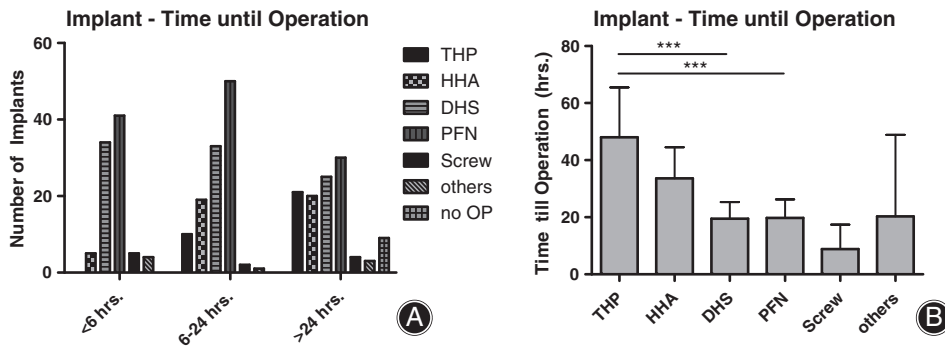 Implant - Time until Operation
Number of Implants
60
40
20
0
<6 hrs.
6-24 hrs.
>24 hrs.
THP
HHA
DHS
PFN
Screw
others
no OP
A
Implant - Time until Operation
Time till Operation (hrs.)
80
60
40
20
0
***
***
THP
HHA
DHS
PFN
Screw
others
B